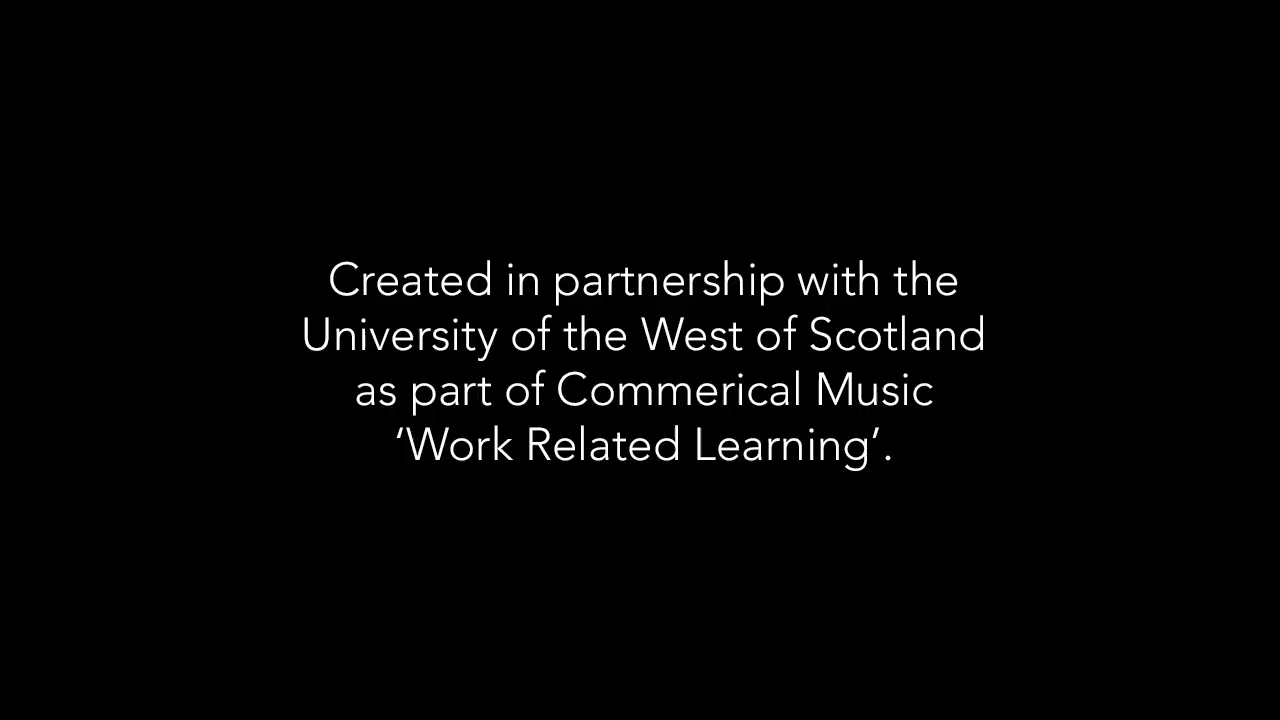 Created in partnership with the
University of the West of Scotland
as part of Commerical Music
‘Work Related Learning’.